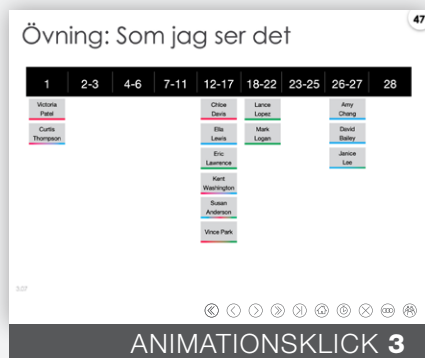 47
Övning: Som jag ser det
1 2-3 4-6 7-11 12-17 18-22 23-25 26-27 28
Victoria
Patel
Curtis
Thompson
Chloe
Davis
Ella
Lewis
Eric
Lawrence
Kent
Washington
Susan
Anderson
Vince Park
Lance
Lopez
Mark
Logan
Amy
Chang
David
Bailey
Janice
Lee
ANIMATIONSKLICK 3